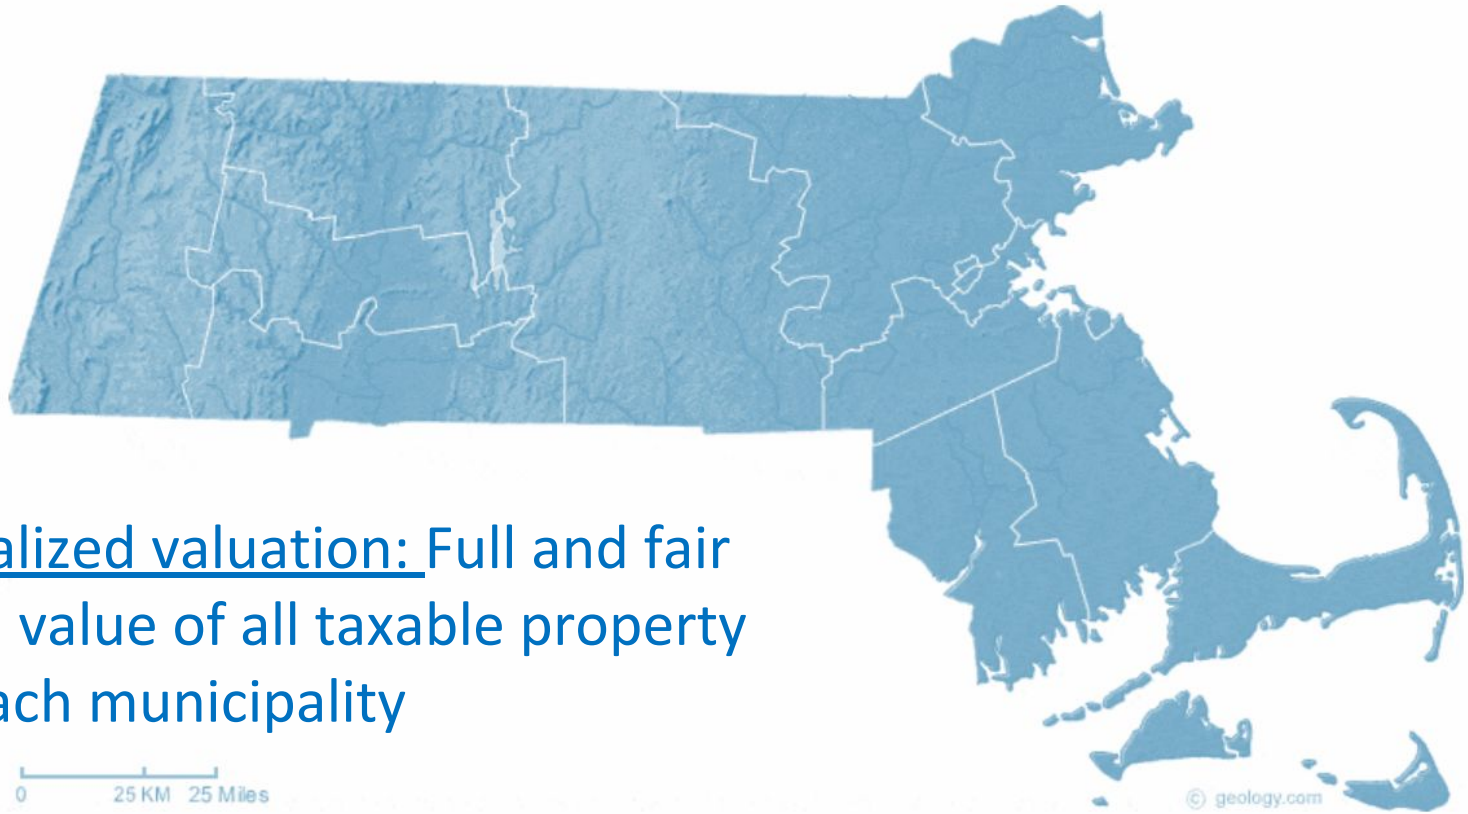 alized valuation: Full and fair
value of all taxable property
ach municipality
0 25 KM 25 Miles
© geology.com